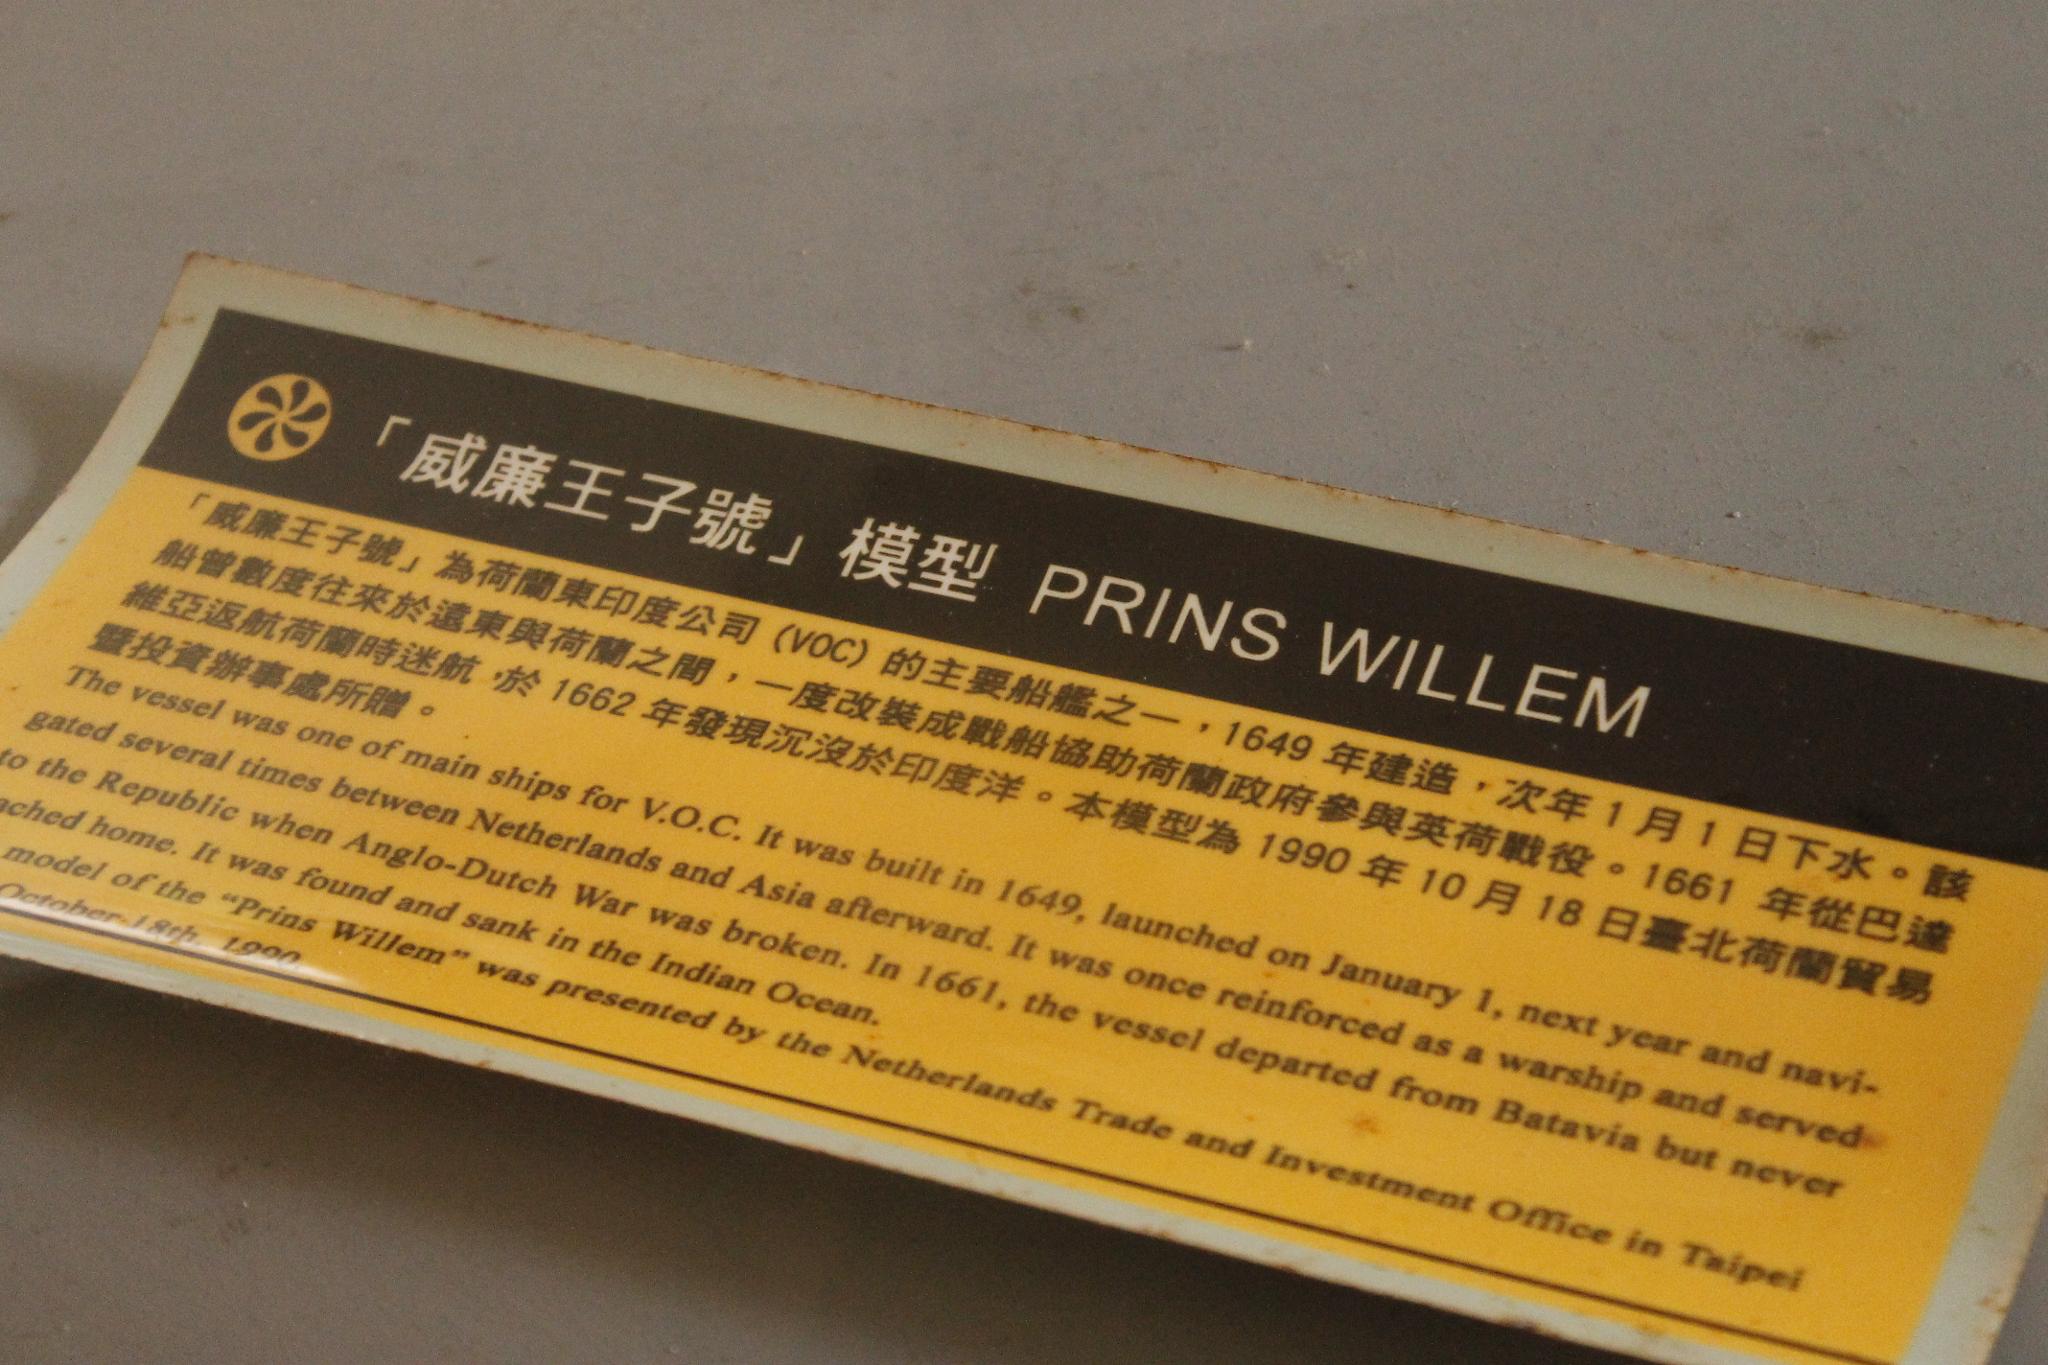 「威廉王子號」模型 PRINS WILLEM
「威廉王子號」為荷蘭東印度公司 (VOC) 的主要船艦之一，1649 年建造，次年 1 月 1 日下水。該
船曾數度往來於遠東與荷蘭之間，一度改裝成戰船協助荷蘭政府參與英荷戰役。1661 年從巴達
維亞返航荷蘭時迷航，於 1662 年發現沉沒於印度洋。本模型為 1990 年 10 月 18 日臺北荷蘭貿易
暨投資辦事處所贈。
The vessel was one of main ships for V.O.C. It was built in 1649, launched on January 1, next year and navi-
gated several times between Netherlands and Asia afterward. It was once reinforced as a warship and served
to the Republic when Anglo-Dutch War was broken. In 1661, the vessel departed from Batavia but never
ached home. It was found and sank in the Indian Ocean.
model of the “Prins Willem” was presented by the Netherlands Trade and Investment Office in Taipei
October 18th, 1990.